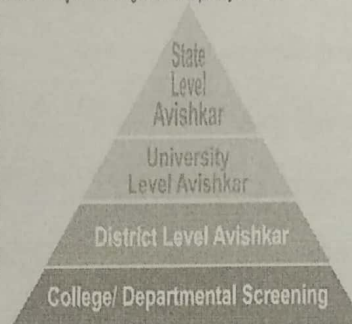 State
Level
Avishkar
University
Level Avishkar
District Level Avishkar
College/ Departmental Screening